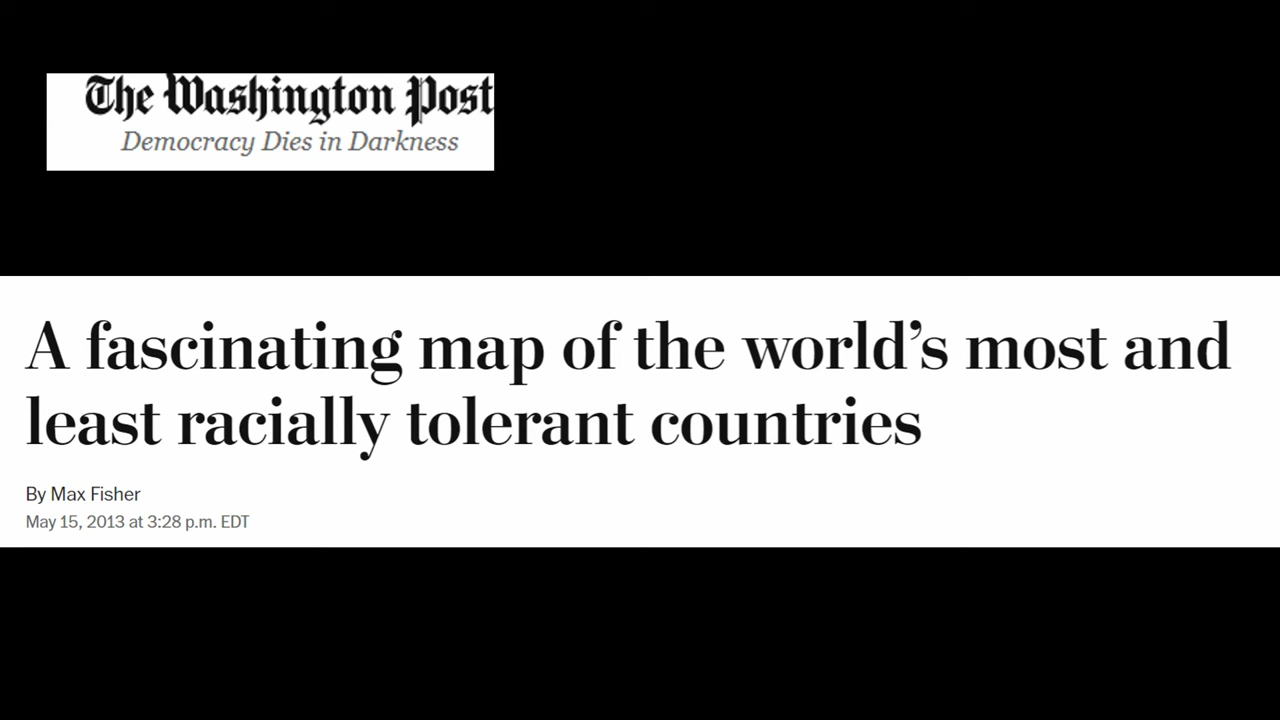 The Washington Post
Democracy Dies in Darkness
A fascinating map of the world’s most and
least racially tolerant countries
By Max Fisher
May 15, 2013 at 3:28 p.m. EDT